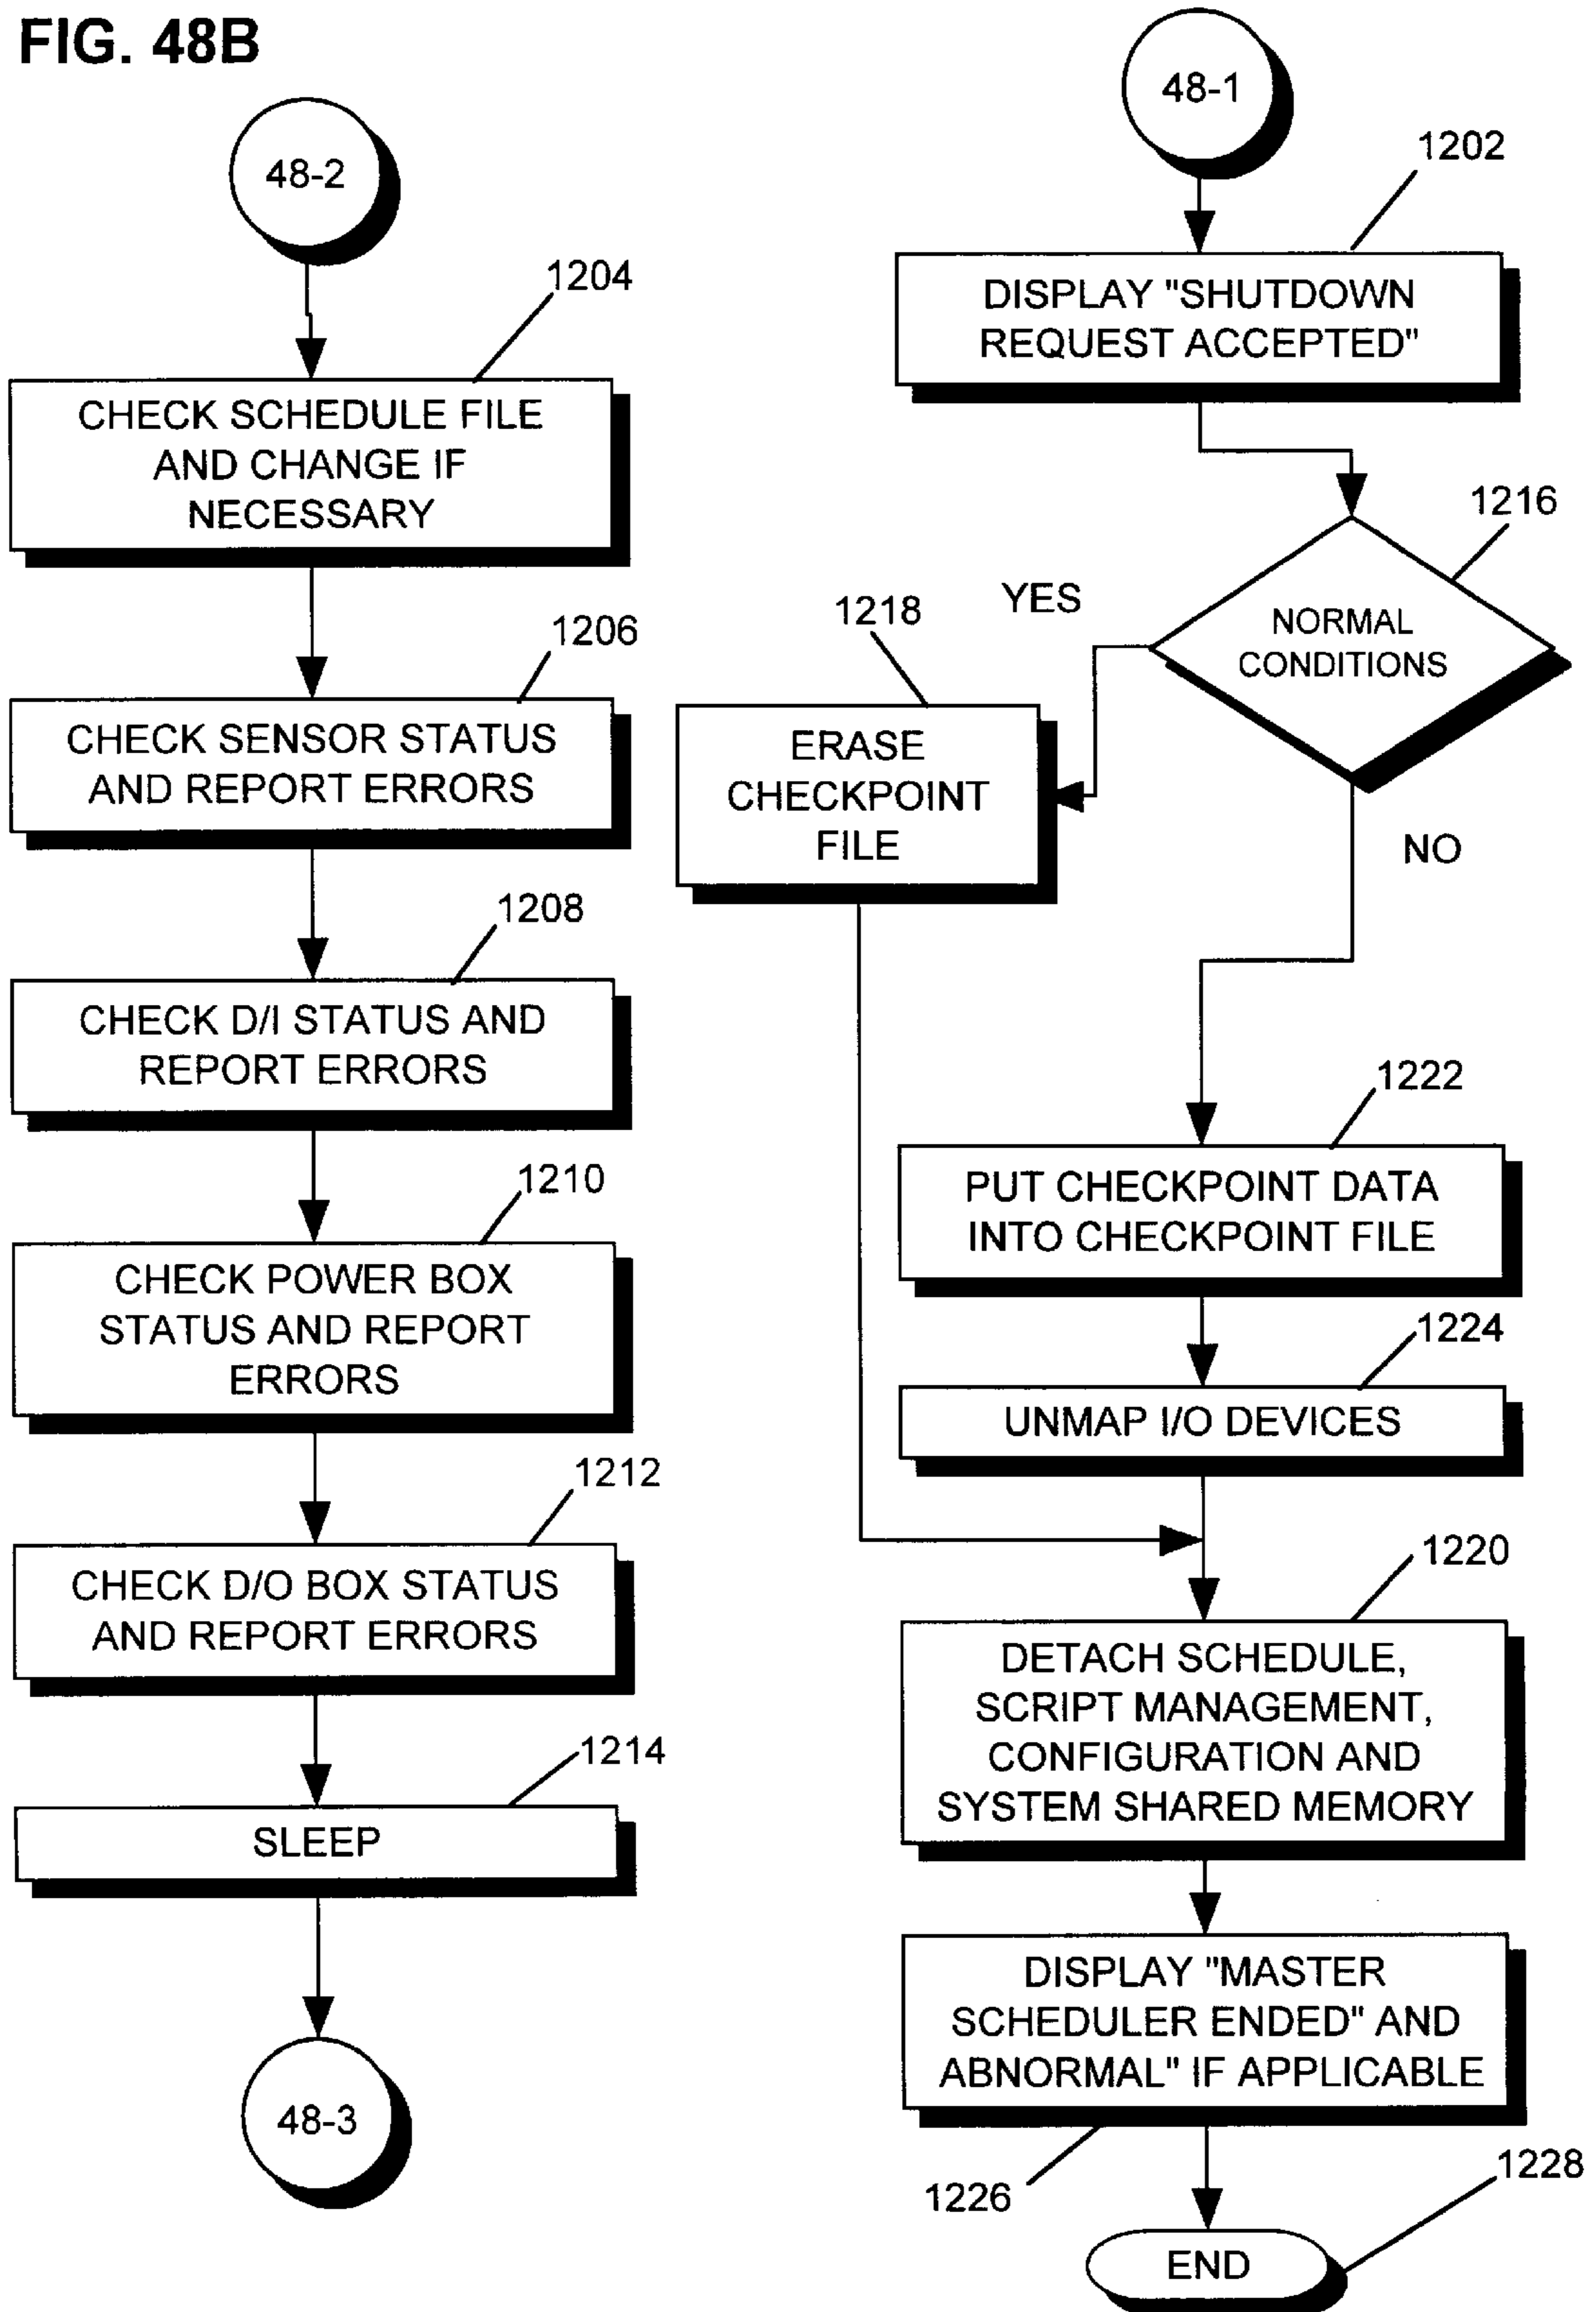 FIG. 48B
48-2
1204
CHECK SCHEDULE FILE
AND CHANGE IF
NECESSARY
1206
CHECK SENSOR STATUS
AND REPORT ERRORS
1208
CHECK D/I STATUS AND
REPORT ERRORS
1210
CHECK POWER BOX
STATUS AND REPORT
ERRORS
1212
CHECK D/O BOX STATUS
AND REPORT ERRORS
1214
SLEEP
48-3
48-1
1202
DISPLAY "SHUTDOWN
REQUEST ACCEPTED"
1216
NORMAL
CONDITIONS
YES
1218
ERASE
CHECKPOINT
FILE
NO
1222
PUT CHECKPOINT DATA
INTO CHECKPOINT FILE
1224
UNMAP I/O DEVICES
1220
DETACH SCHEDULE,
SCRIPT MANAGEMENT,
CONFIGURATION AND
SYSTEM SHARED MEMORY
DISPLAY "MASTER
SCHEDULER ENDED" AND
ABNORMAL" IF APPLICABLE
1226
1228
END